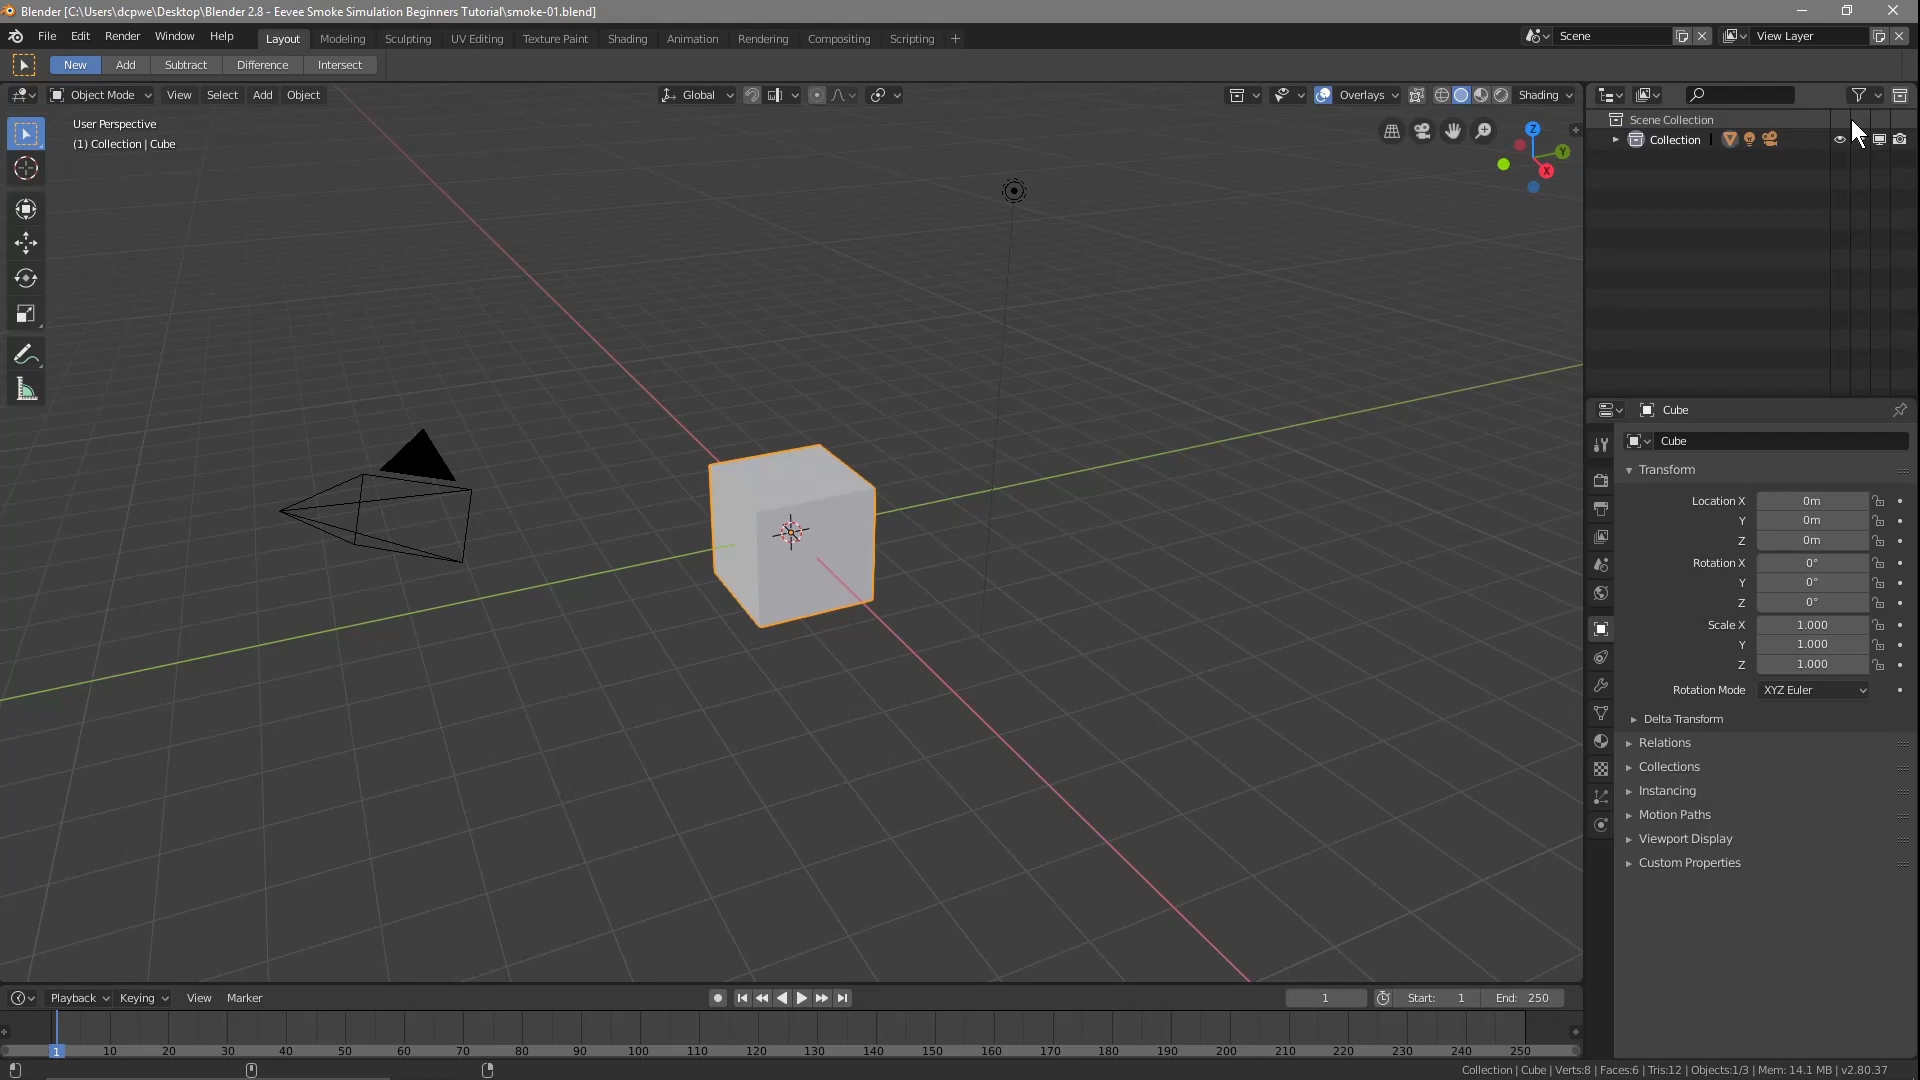 Blender [C:\Users\dcpwe\Desktop\Blender 2.8 - Eevee Smoke Simulation Beginners Tutorial\smoke-01.blend]
File Edit Render Window Help Layout Modeling Sculpting UV Editing Texture Paint Shading Animation Rendering Compositing Scripting + Scene View Layer
New Add Subtract Difference Intersect
Object Mode View Select Add Object Global Overlays Shading
User Perspective
(1) Collection | Cube
Z
Y
X
Scene Collection
Collection
Cube
Cube
Transform
Location X 0m
Y 0m
Z 0m
Rotation X 0°
Y 0°
Z 0°
Scale X 1.000
Y 1.000
Z 1.000
Rotation Mode XYZ Euler
Delta Transform
Relations
Collections
Instancing
Motion Paths
Viewport Display
Custom Properties
Playback Keying View Marker 1 Start: 1 End: 250
1 10 20 30 40 50 60 70 80 90 100 110 120 130 140 150 160 170 180 190 200 210 220 230 240 250
Collection | Cube | Verts:8 | Faces:6 | Tris:12 | Objects:1/3 | Mem: 14.1 MB | v2.80.37